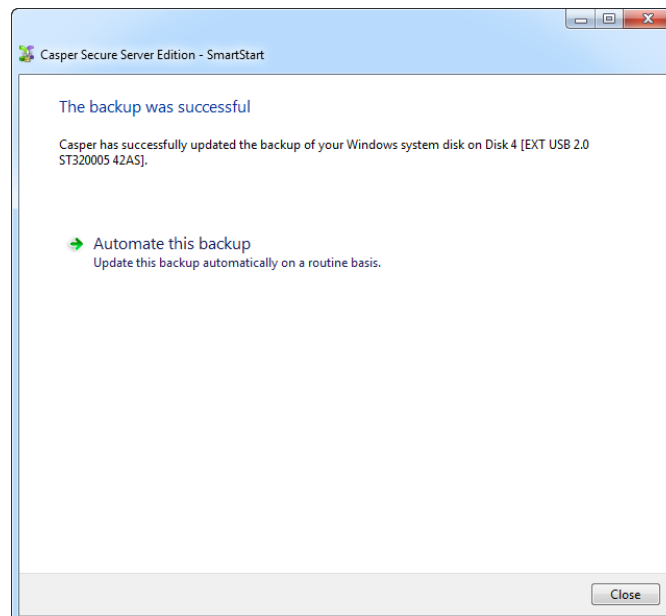 Casper Secure Server Edition - SmartStart
The backup was successful
Casper has successfully updated the backup of your Windows system disk on Disk 4 [EXT USB 2.0
ST320005 42AS].
Automate this backup
Update this backup automatically on a routine basis.
Close